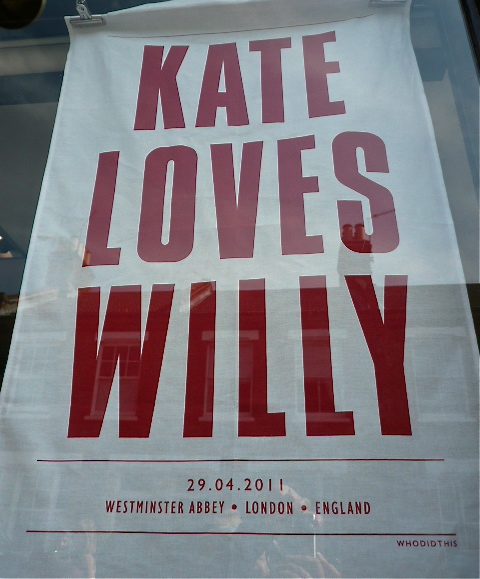 KATE
LOVES
WILLY
29.04.2011
WESTMINSTER ABBEY • LONDON • ENGLAND
WHODIDTHIS